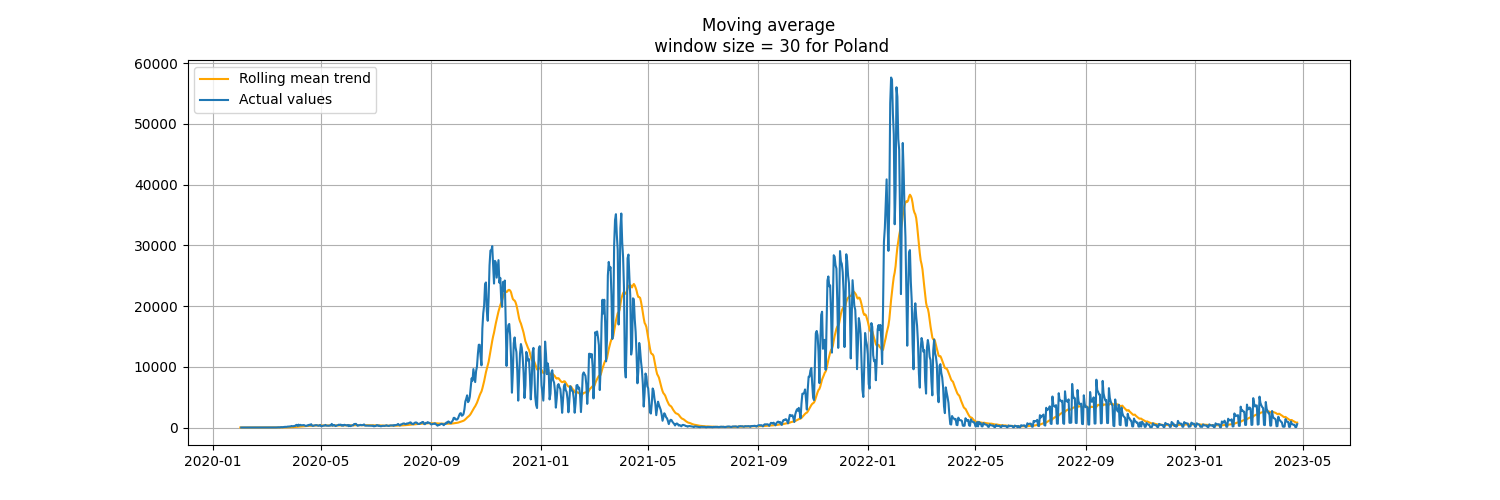 Moving average
window size = 30 for Poland
Rolling mean trend
Actual values
60000
50000
40000
30000
20000
10000
0
2020-01 2020-05 2020-09 2021-01 2021-05 2021-09 2022-01 2022-05 2022-09 2023-01 2023-05